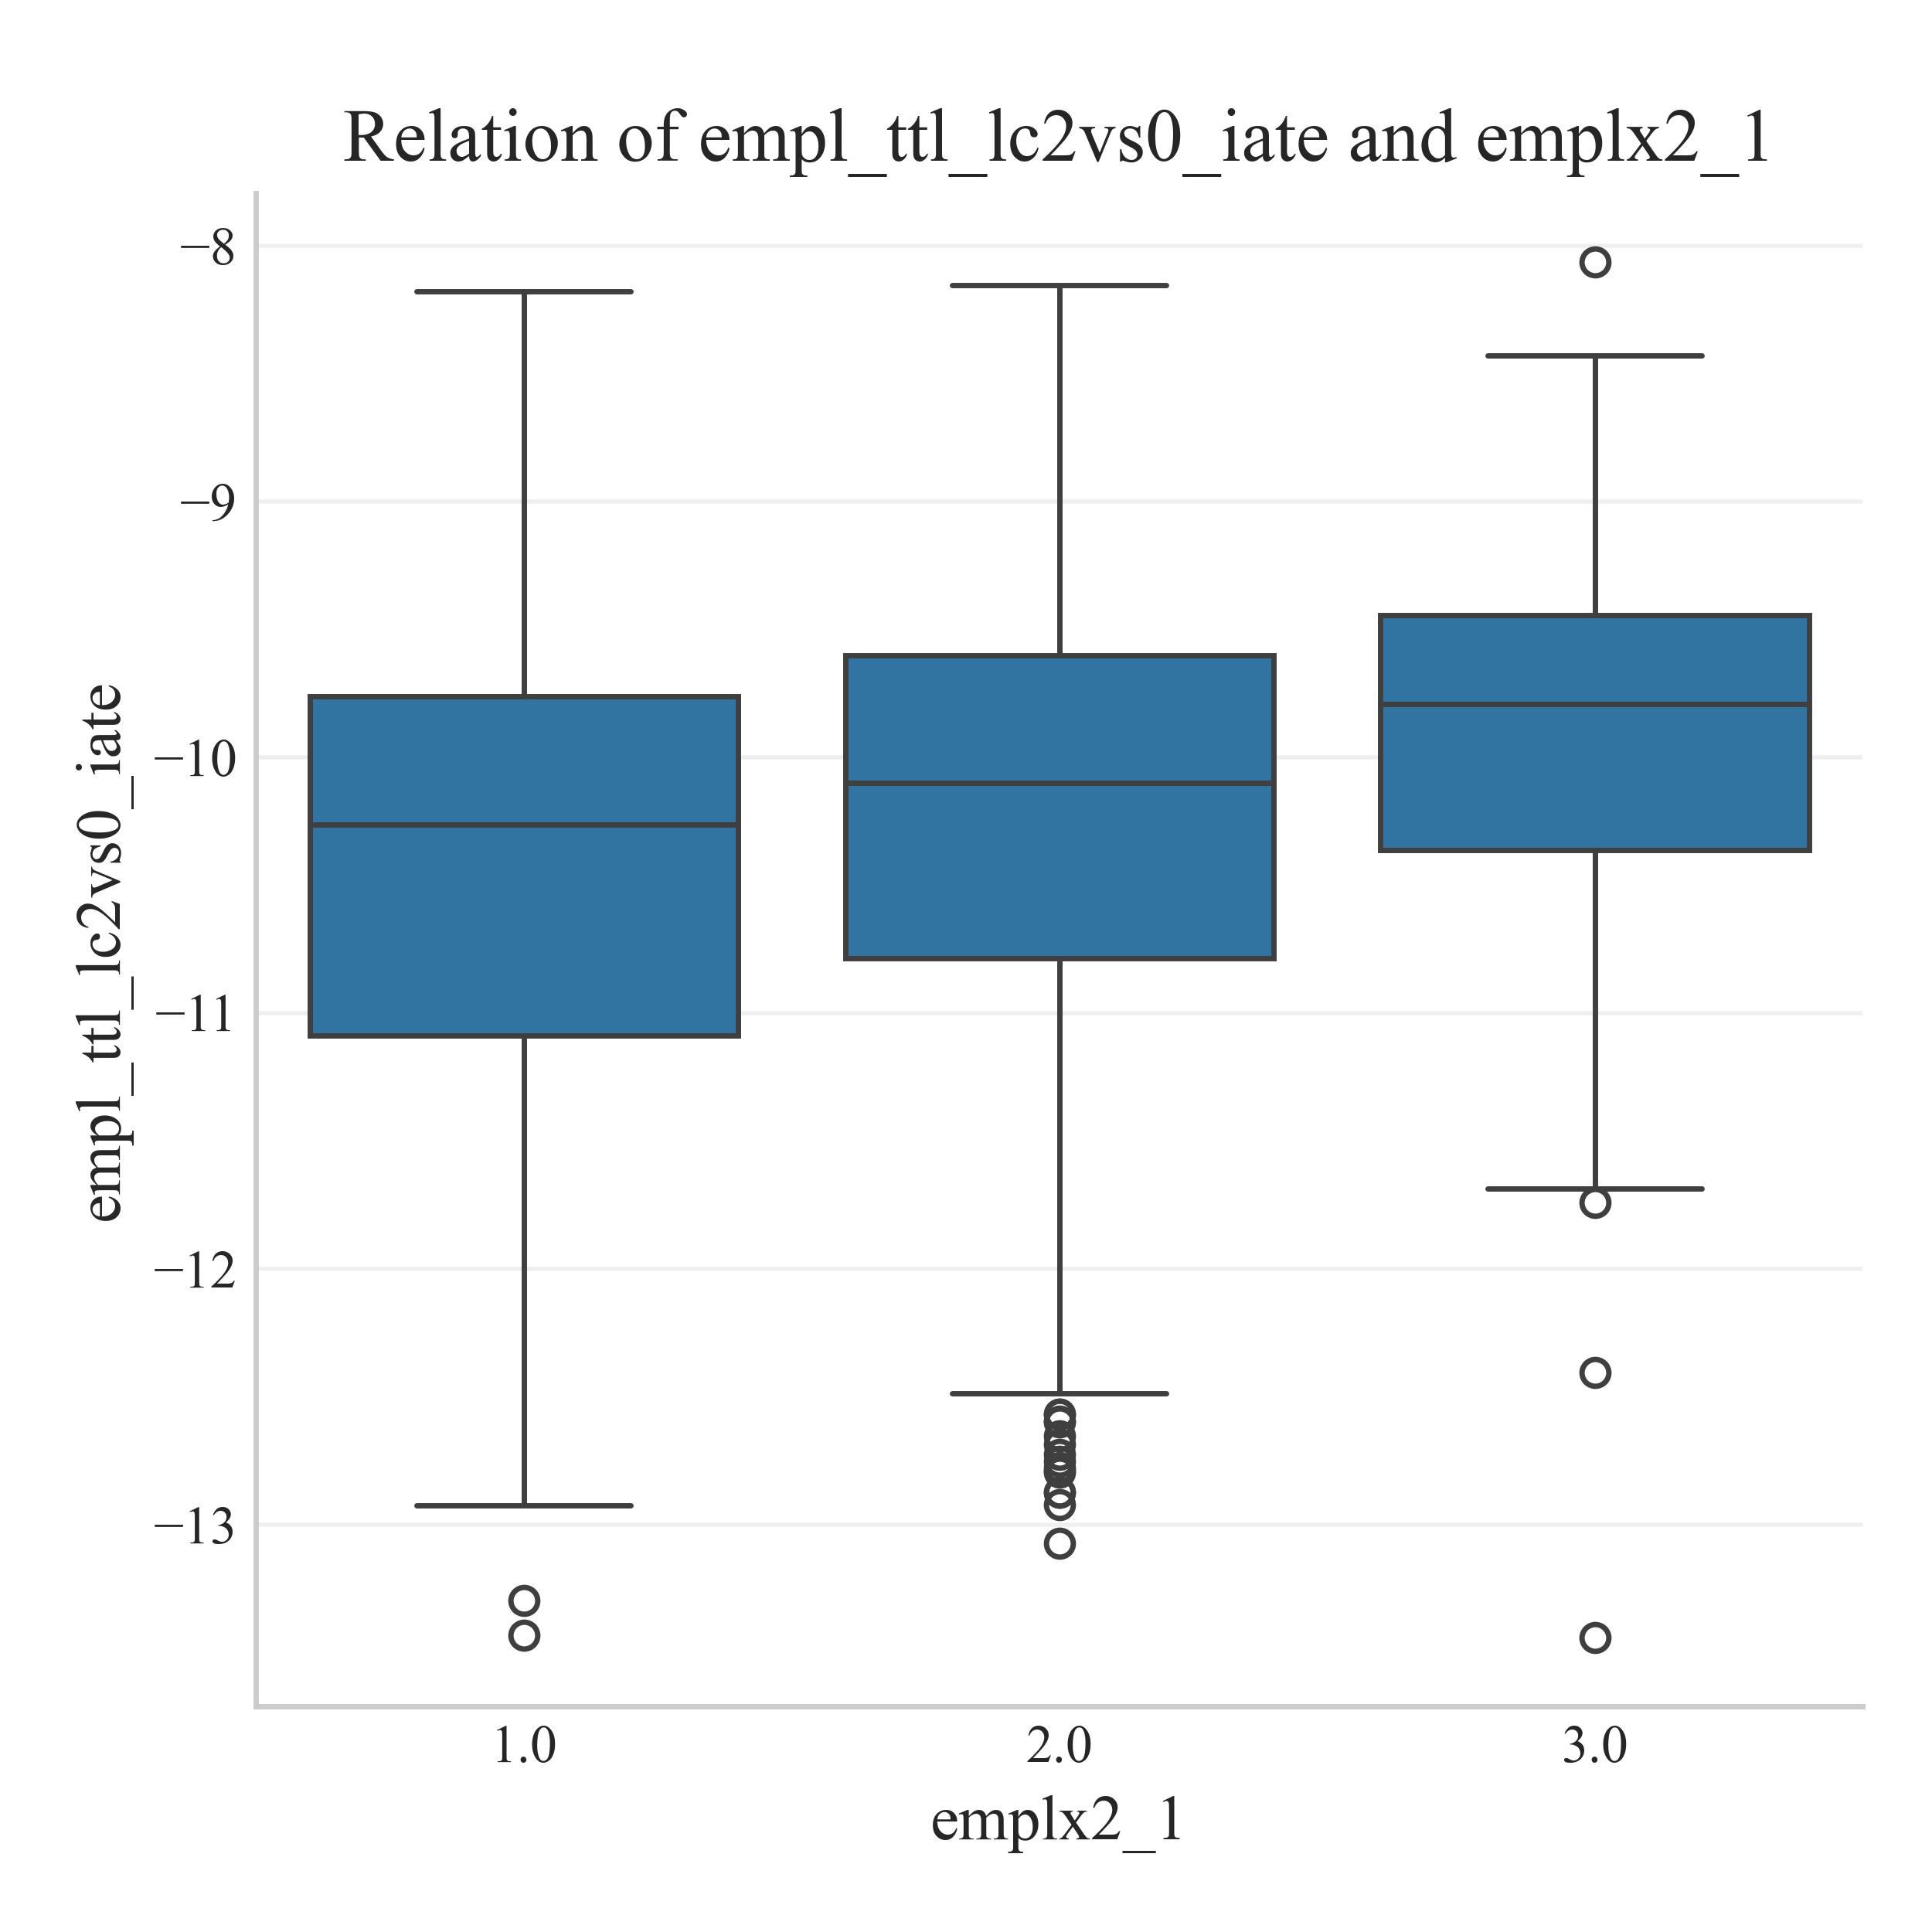 Relation of empl_ttl_lc2vs0_iate and emplx2_1
−8
−9
−10
−11
−12
−13
empl_ttl_lc2vs0_iate
1.0 2.0 3.0
emplx2_1